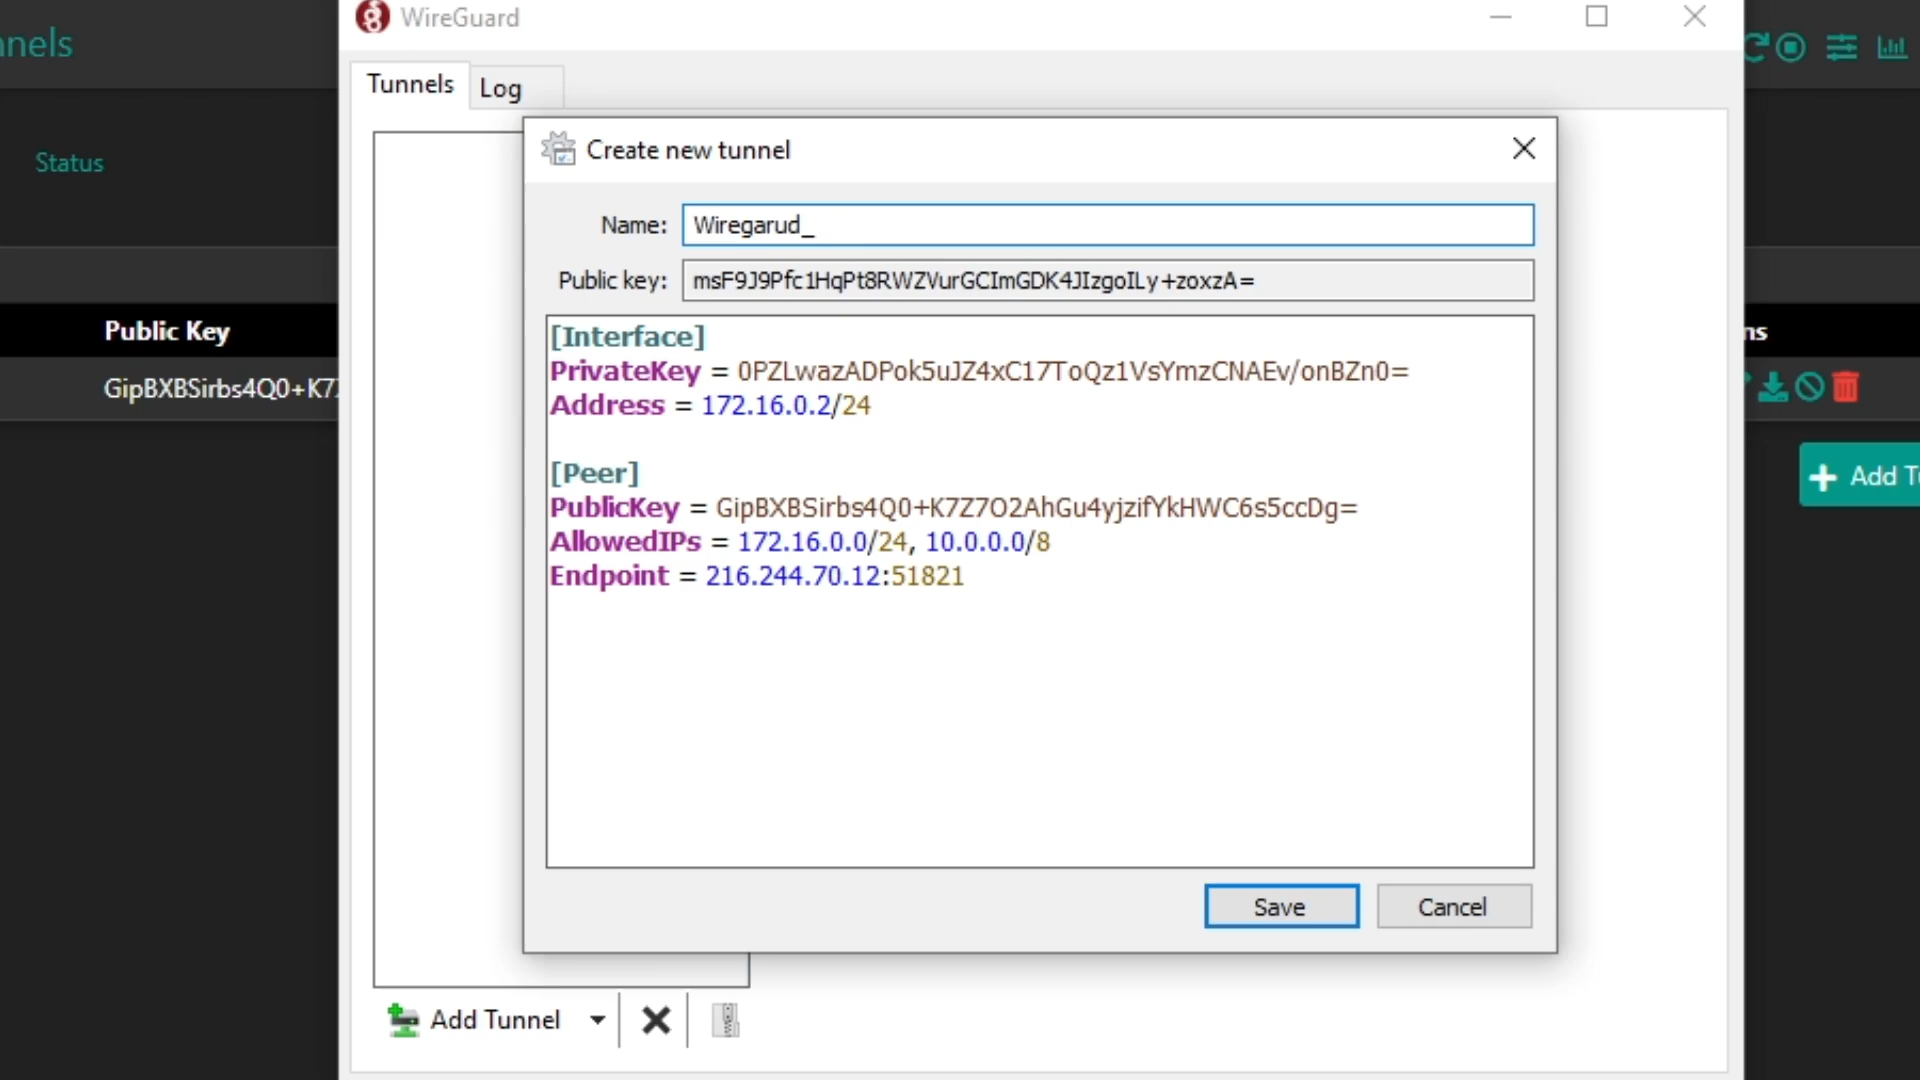 WireGuard
nnels
Tunnels
Log
Create new tunnel
Status
Name: Wiregarud_
Public key: msF9J9Pfc1HqPt8RWZVurGCImGDK4JIzgoILy+zoxzA=
Public Key
ns
[Interface]
PrivateKey = 0PZLwazADPok5uJZ4xC17ToQz1VsYmzCNAEv/onBZn0=
Address = 172.16.0.2/24
GipBXBSirbs4Q0+K7
[Peer]
PublicKey = GipBXBSirbs4Q0+K7Z7O2AhGu4yjzifYkHWC6s5ccDg=
AllowedIPs = 172.16.0.0/24, 10.0.0.0/8
Endpoint = 216.244.70.12:51821
Add T
Save
Cancel
Add Tunnel